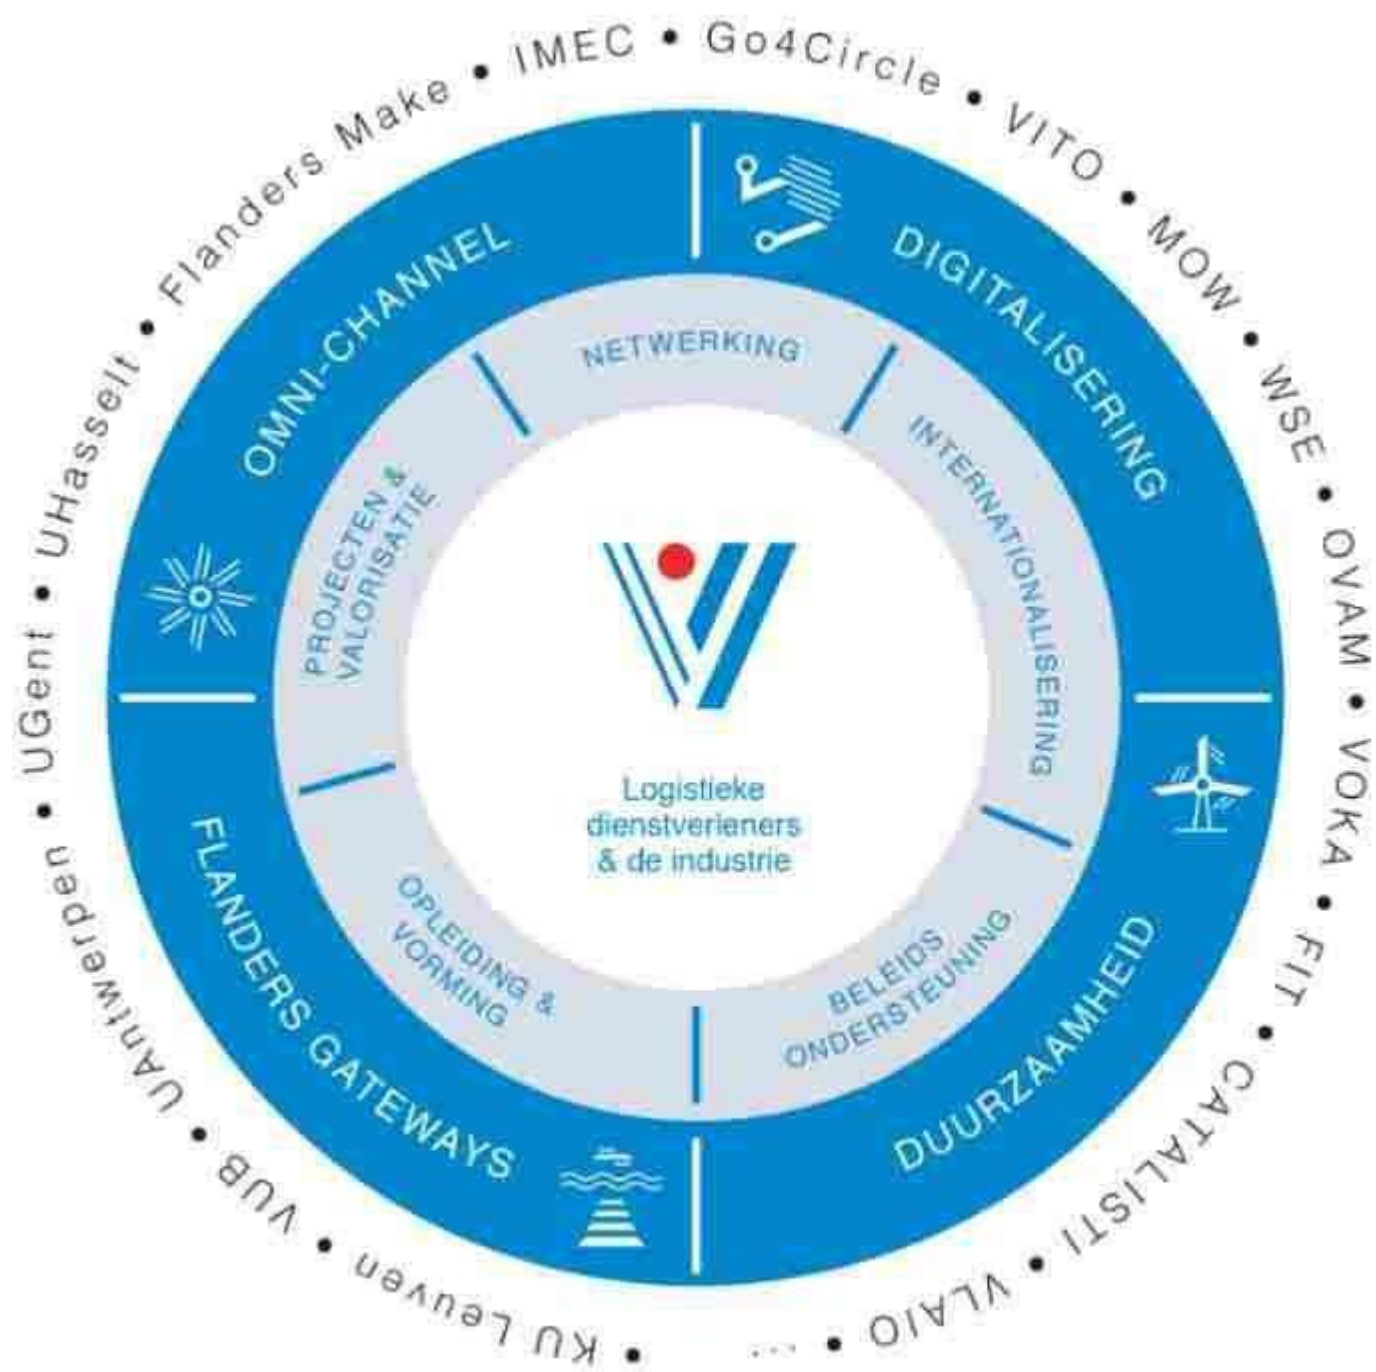 IMEC • Go4Circle • VITO • MOW • WSE • OVAM • VOKA • FIT • CATALISTI • VLAIO • ... • KU Leuven • VUB • UAntwerpen • UGent • UHasselt • Flanders Make •
OMNI-CHANNEL
DIGITALISERING
DUURZAAMHEID
FLANDERS GATEWAYS
NETWERKING
INTERNATIONALISERING
BELEIDS
ONDERSTEUNING
OPLEIDING &
VORMING
PROJECTEN &
VALORISATIE
Logistieke
dienstverleners
& de industrie